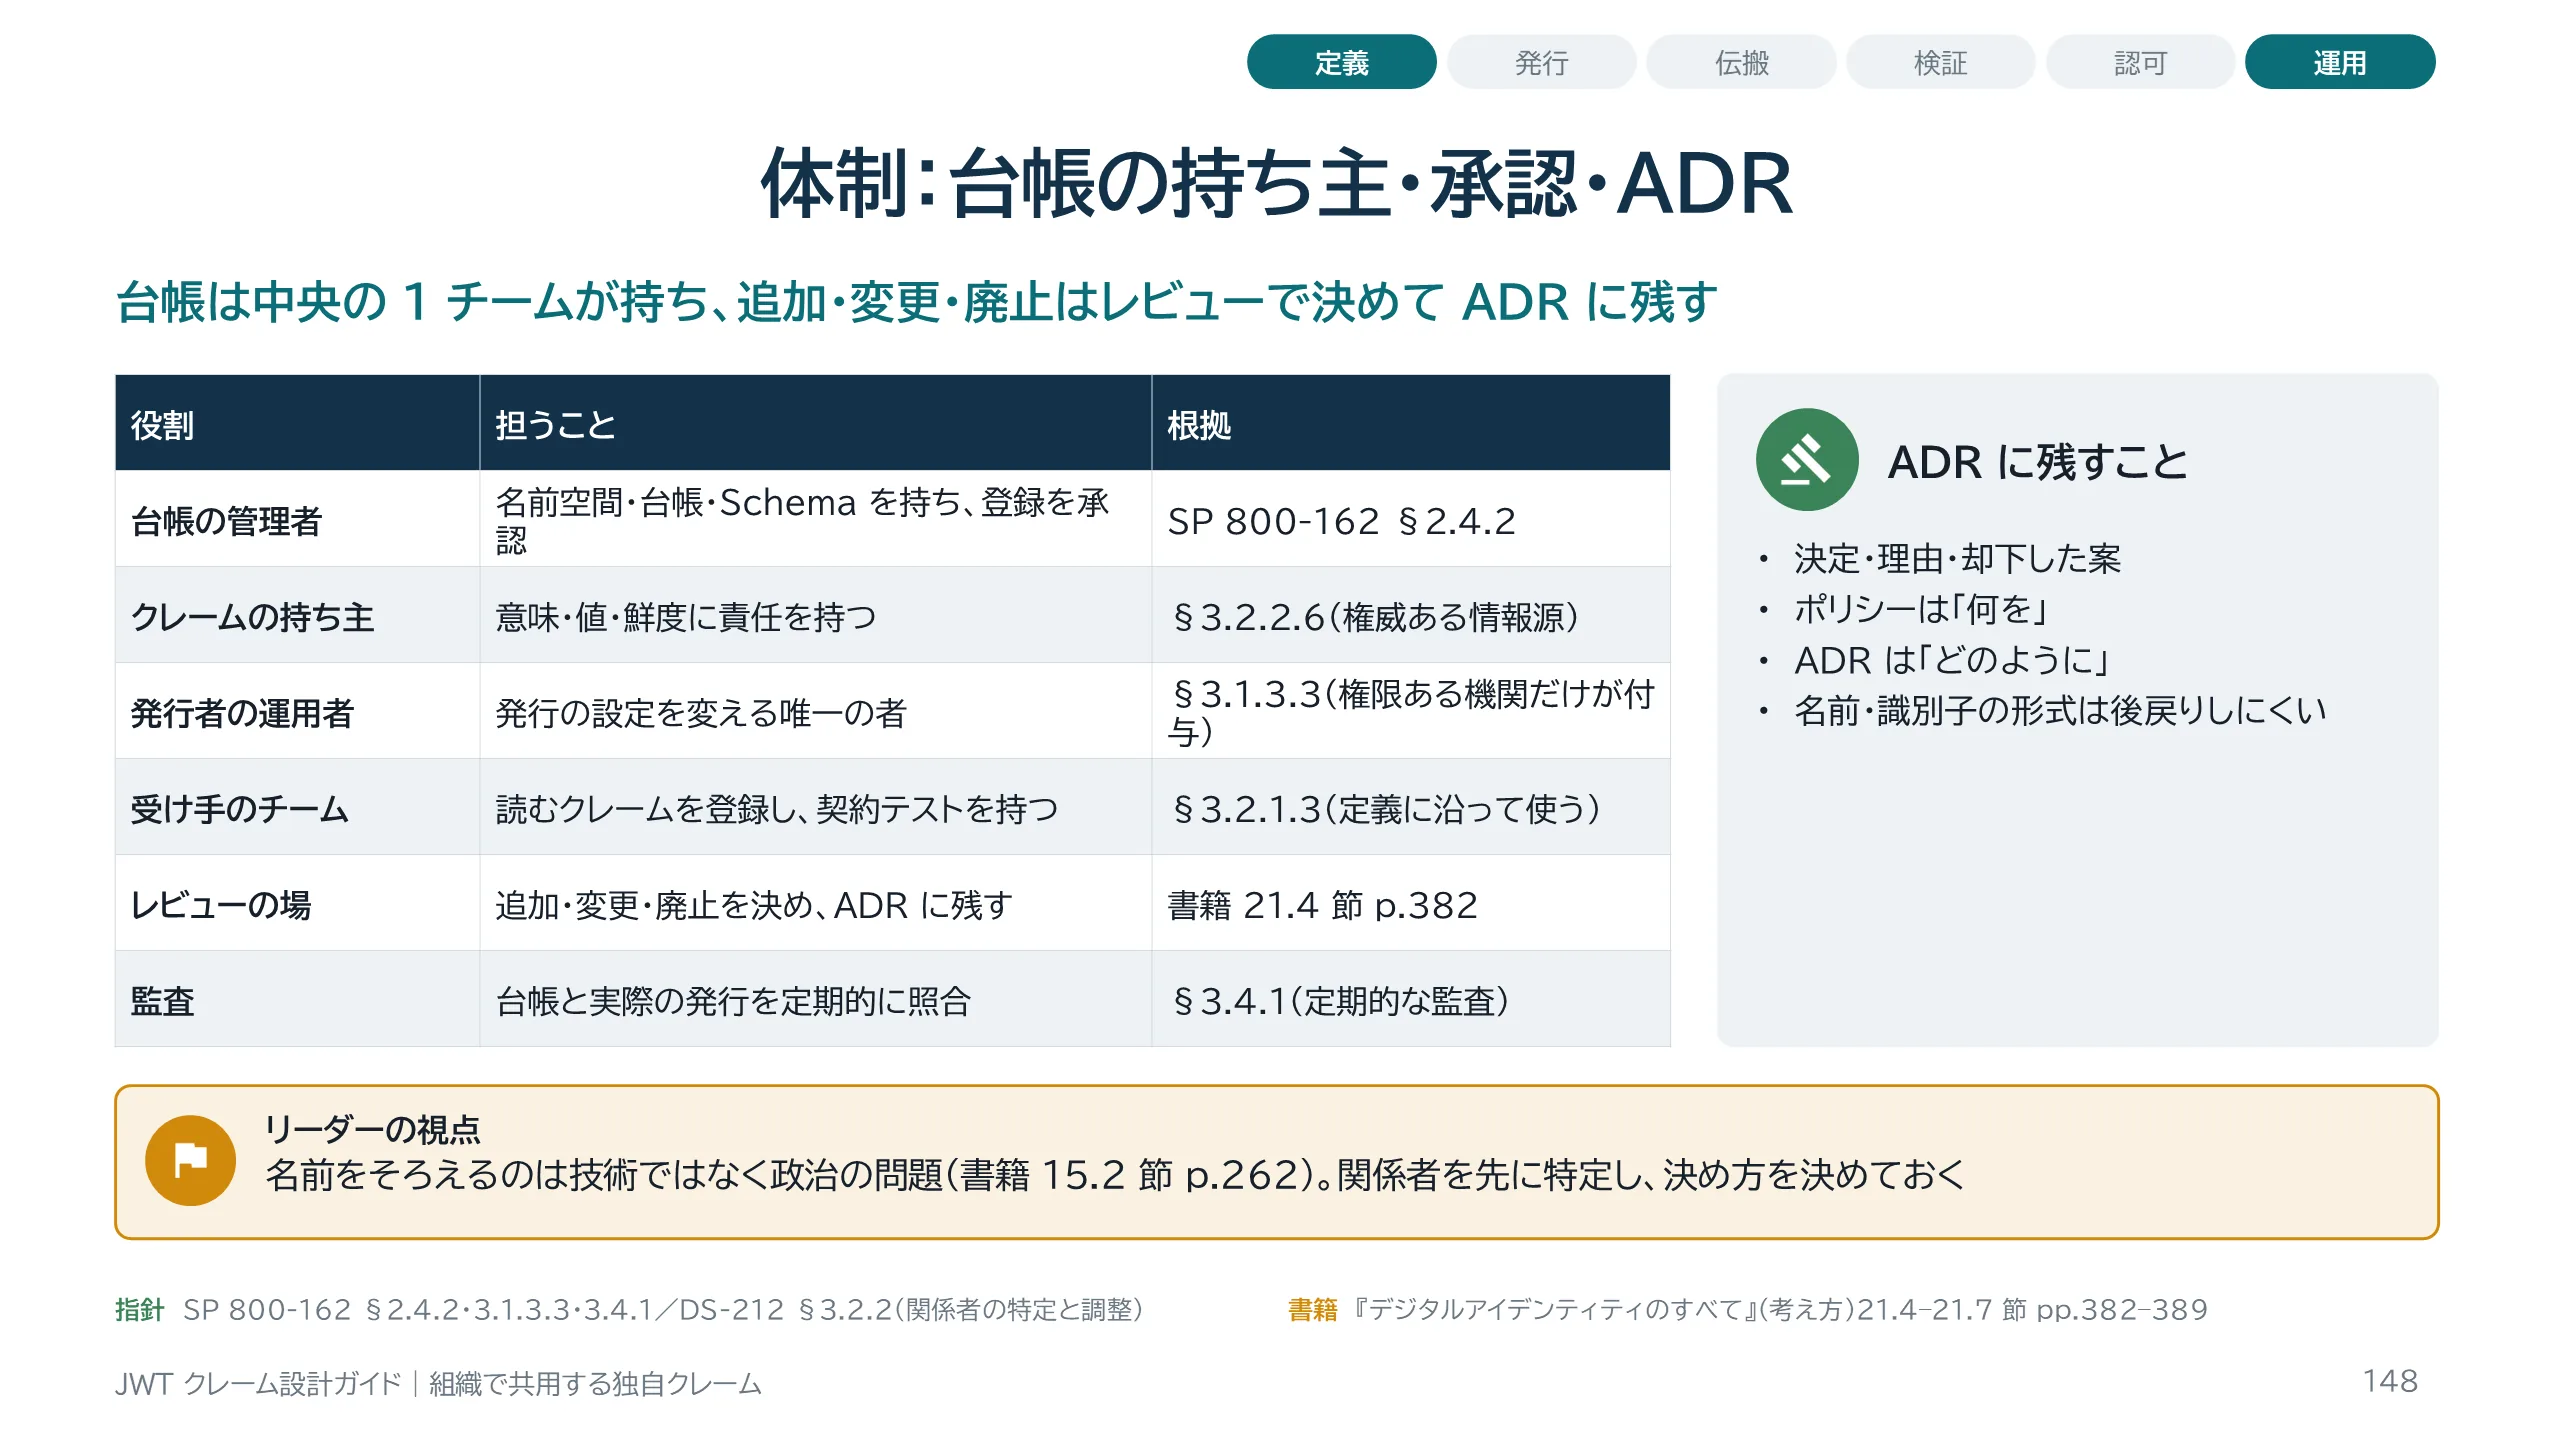 定義
発行
伝搬
検証
認可
運用
体制：台帳の持ち主・承認・ADR
台帳は中央の 1 チームが持ち、追加・変更・廃止はレビューで決めて ADR に残す
役割
担うこと
根拠
台帳の管理者
名前空間・台帳・Schema を持ち、登録を承
認
SP 800-162 §2.4.2
クレームの持ち主
意味・値・鮮度に責任を持つ
§3.2.2.6（権威ある情報源）
発行者の運用者
発行の設定を変える唯一の者
§3.1.3.3（権限ある機関だけが付
与）
受け手のチーム
読むクレームを登録し、契約テストを持つ
§3.2.1.3（定義に沿って使う）
レビューの場
追加・変更・廃止を決め、ADR に残す
書籍 21.4 節 p.382
監査
台帳と実際の発行を定期的に照合
§3.4.1（定期的な監査）
ADR に残すこと
• 決定・理由・却下した案
• ポリシーは「何を」
• ADR は「どのように」
• 名前・識別子の形式は後戻りしにくい
リーダーの視点
名前をそろえるのは技術ではなく政治の問題（書籍 15.2 節 p.262）。関係者を先に特定し、決め方を決めておく
指針 SP 800-162 §2.4.2・3.1.3.3・3.4.1／DS-212 §3.2.2（関係者の特定と調整）
書籍 『デジタルアイデンティティのすべて』（考え方）21.4–21.7 節 pp.382–389
JWT クレーム設計ガイド｜組織で共用する独自クレーム
148